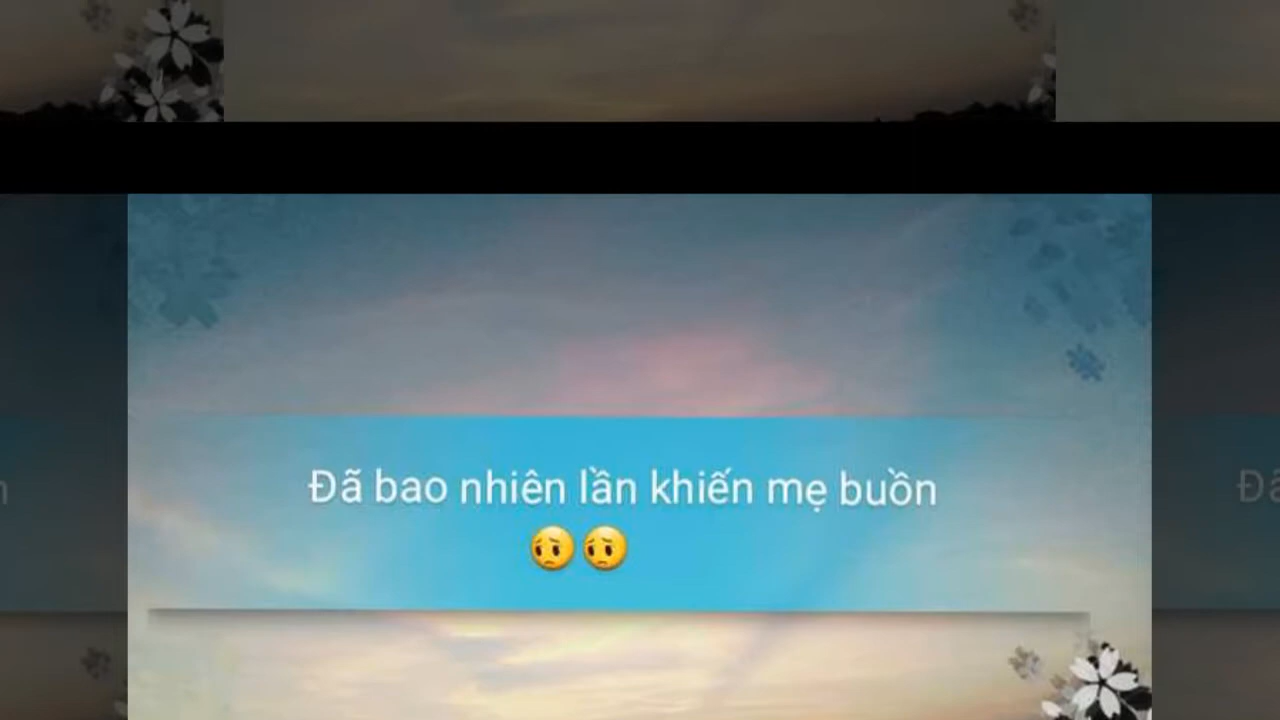 Đã bao nhiên lần khiến mẹ buồn
😔😔